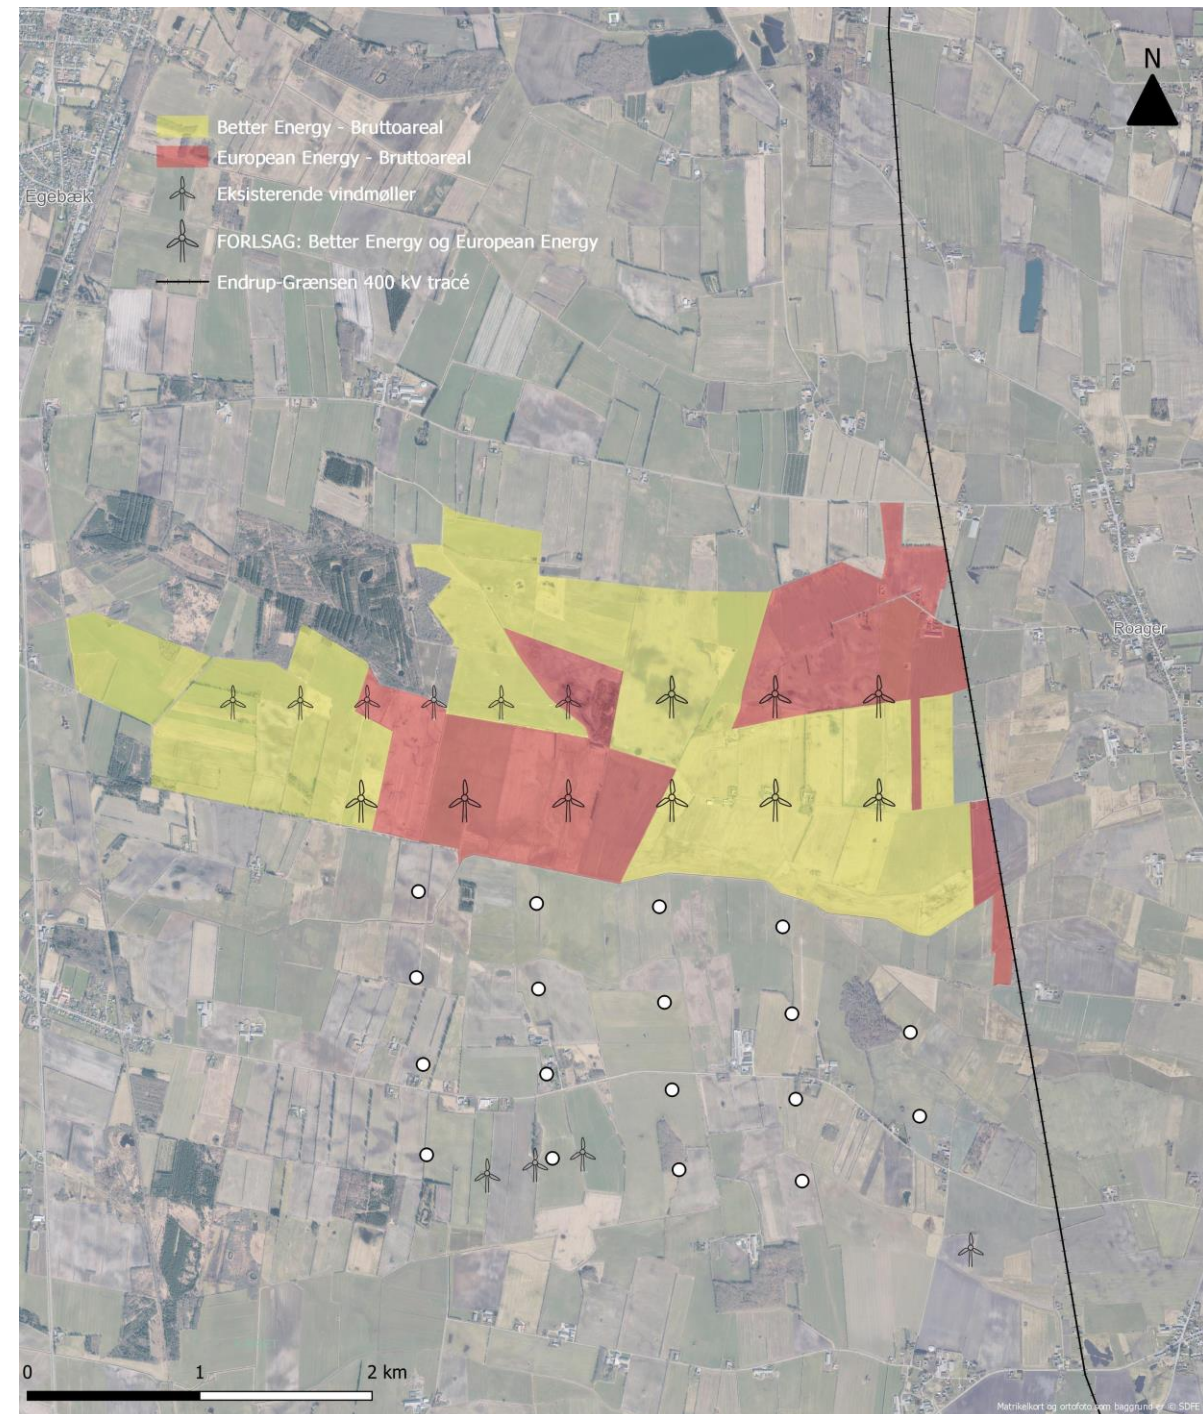 N
Better Energy - Bruttoareal
European Energy - Bruttoareal
Egebæk
Eksisterende vindmøller
FORLSAG: Better Energy og European Energy
Endrup-Grænsen 400 kV tracé
Roager
0 1 2 km
Matrikelkort og ortofoto som baggrund er © SDFI